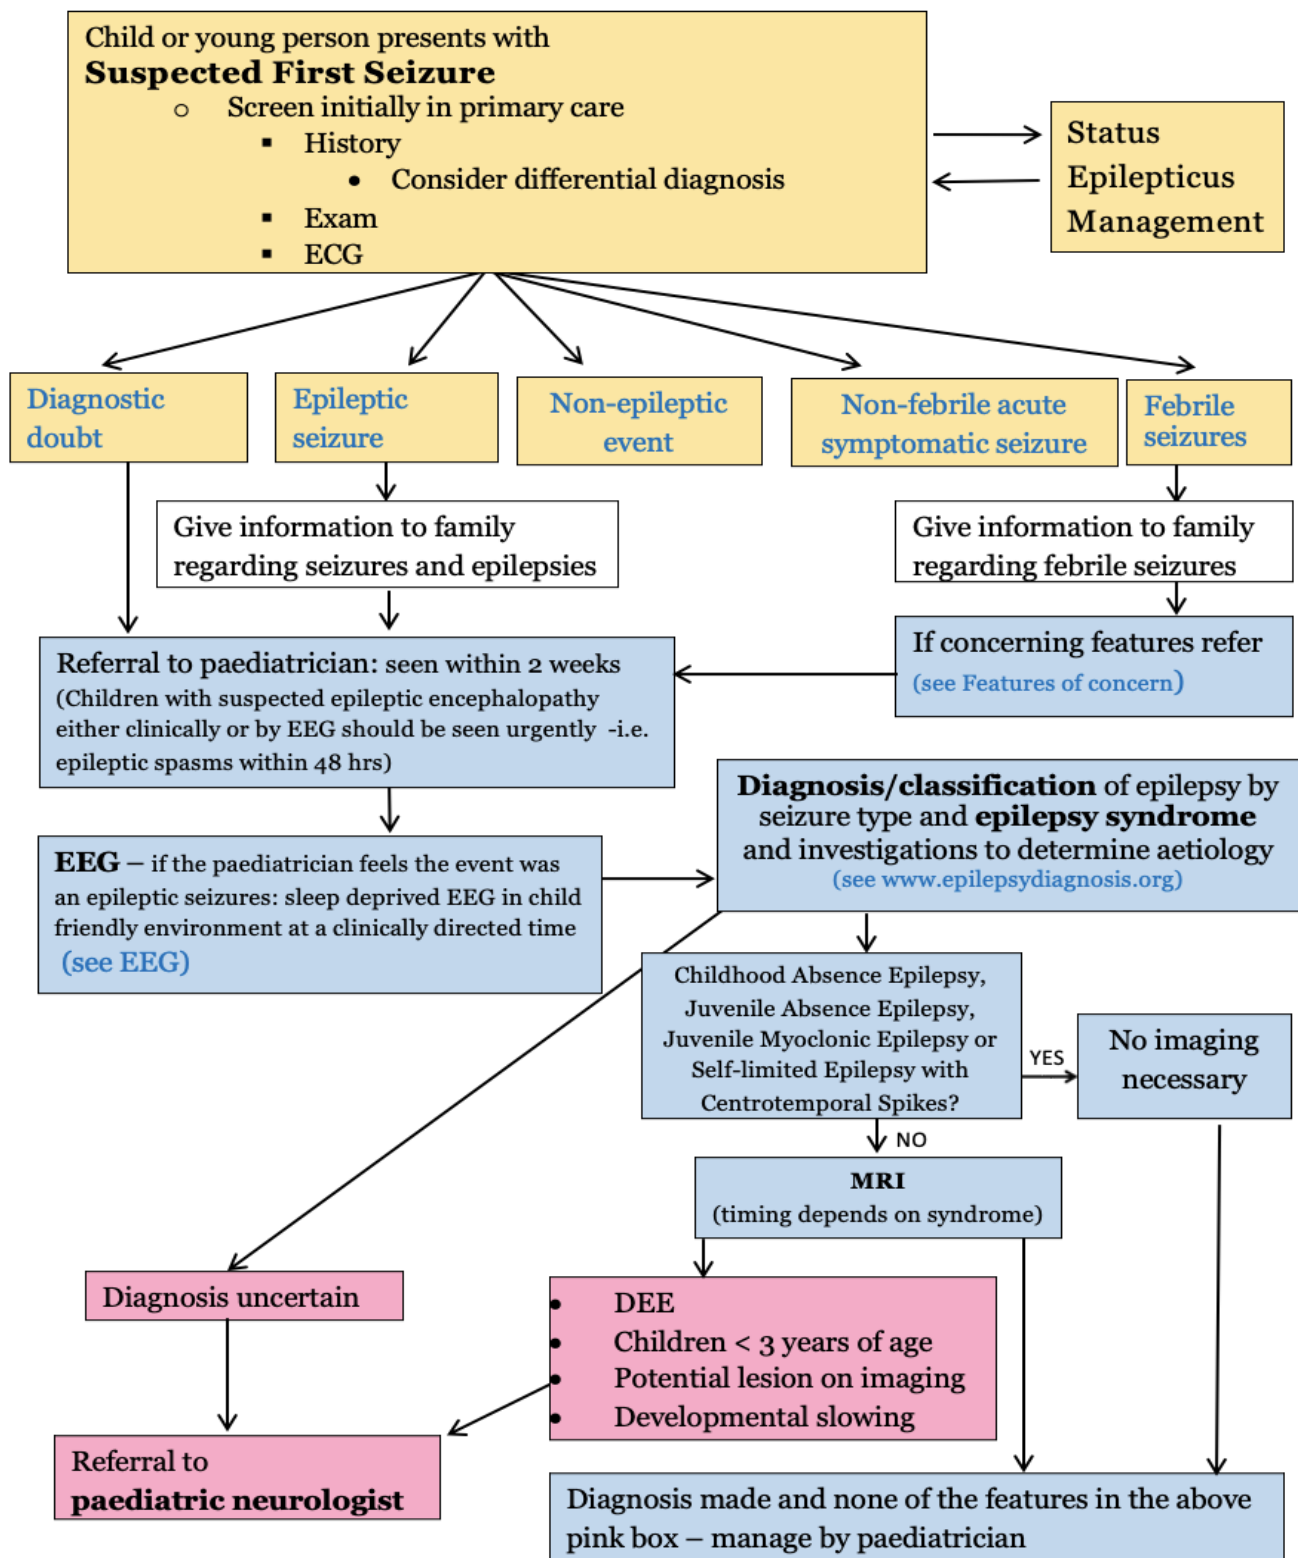 Child or young person presents with
Suspected First Seizure
o Screen initially in primary care
▪ History
• Consider differential diagnosis
▪ Exam
▪ ECG
Status
Epilepticus
Management
Diagnostic
doubt
Epileptic
seizure
Non-epileptic
event
Non-febrile acute
symptomatic seizure
Febrile
seizures
Give information to family
regarding seizures and epilepsies
Give information to family
regarding febrile seizures
Referral to paediatrician: seen within 2 weeks
(Children with suspected epileptic encephalopathy
either clinically or by EEG should be seen urgently -i.e.
epileptic spasms within 48 hrs)
If concerning features refer
(see Features of concern)
EEG – if the paediatrician feels the event was
an epileptic seizures: sleep deprived EEG in child
friendly environment at a clinically directed time
(see EEG)
Diagnosis/classification of epilepsy by
seizure type and epilepsy syndrome
and investigations to determine aetiology
(see www.epilepsydiagnosis.org)
Childhood Absence Epilepsy,
Juvenile Absence Epilepsy,
Juvenile Myoclonic Epilepsy or
Self-limited Epilepsy with
Centrotemporal Spikes?
YES
No imaging
necessary
NO
MRI
(timing depends on syndrome)
Diagnosis uncertain
• DEE
• Children < 3 years of age
• Potential lesion on imaging
• Developmental slowing
Referral to
paediatric neurologist
Diagnosis made and none of the features in the above
pink box – manage by paediatrician